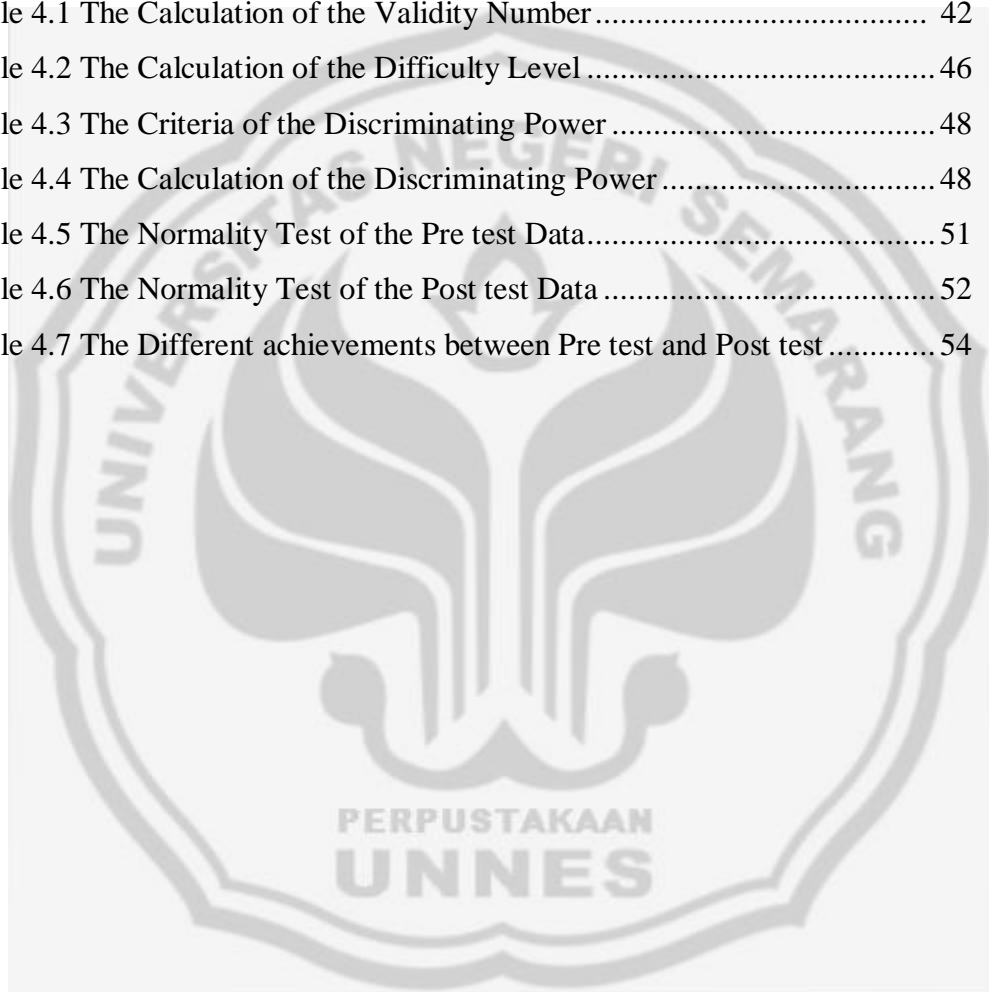 le 4.1 The Calculation of the Validity Number........................................ 42
le 4.2 The Calculation of the Difficulty Level.......................................... 46
le 4.3 The Criteria of the Discriminating Power ....................................... 48
le 4.4 The Calculation of the Discriminating Power................................. 48
le 4.5 The Normality Test of the Pre test Data.......................................... 51
le 4.6 The Normality Test of the Post test Data ........................................ 52
le 4.7 The Different achievements between Pre test and Post test............. 54
UNIVERSITAS NEGERI SEMARANG
PERPUSTAKAAN
UNNES